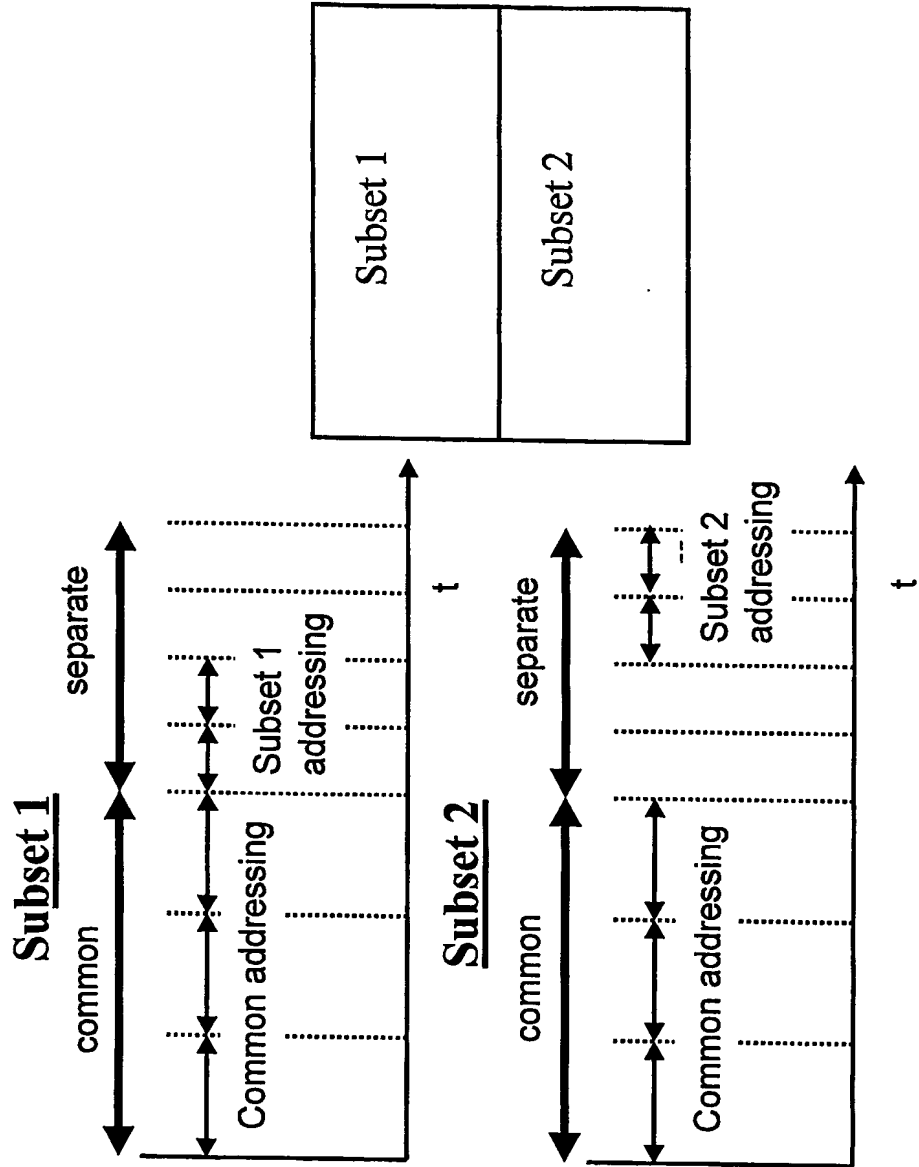 Subset 1
common
separate
Common addressing
Subset 1
addressing
t
Subset 2
common
separate
Common addressing
Subset 2
addressing
t
Subset 1
Subset 2